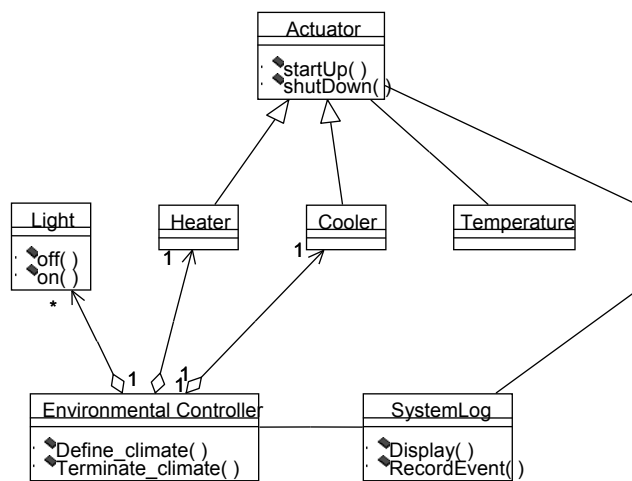 Actuator
startUp( )
shutDown( )
Light
off( )
on( )
Heater
Cooler
Temperature
1
1
*
1
1
1
Environmental Controller
Define_climate( )
Terminate_climate( )
SystemLog
Display( )
RecordEvent( )